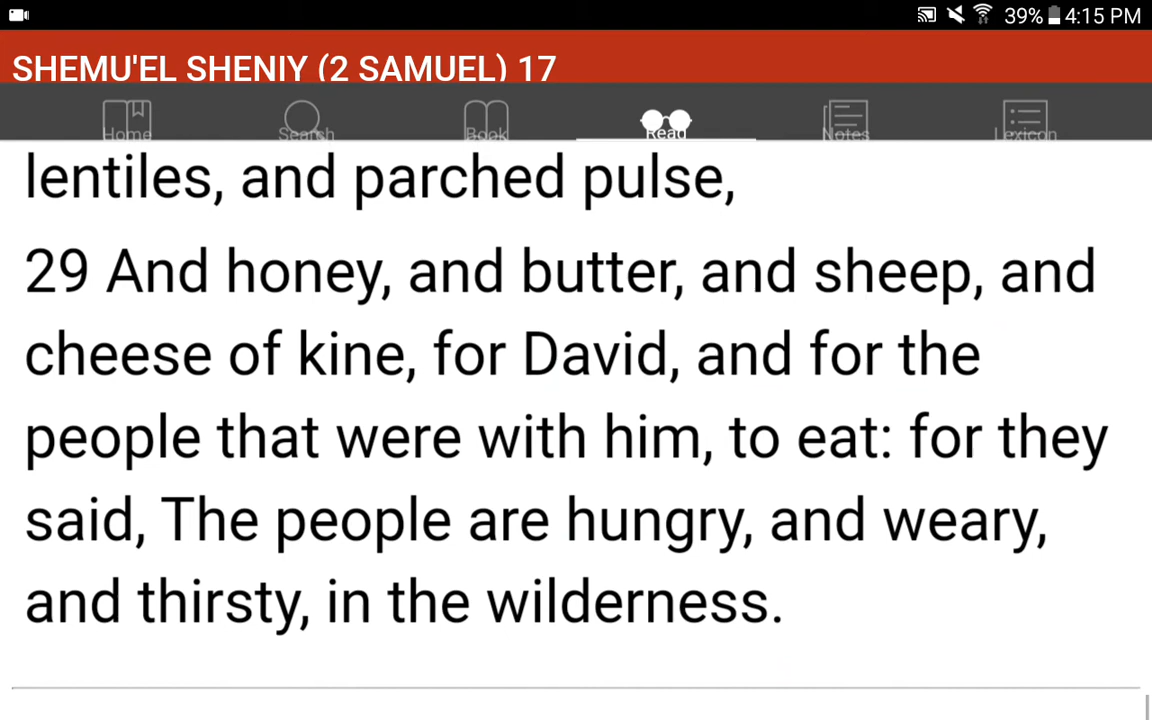 39% 4:15 PM
SHEMU'EL SHENIY (2 SAMUEL) 17
Home Search Book Read Notes Lexicon
lentiles, and parched pulse,
29 And honey, and butter, and sheep, and
cheese of kine, for David, and for the
people that were with him, to eat: for they
said, The people are hungry, and weary,
and thirsty, in the wilderness.